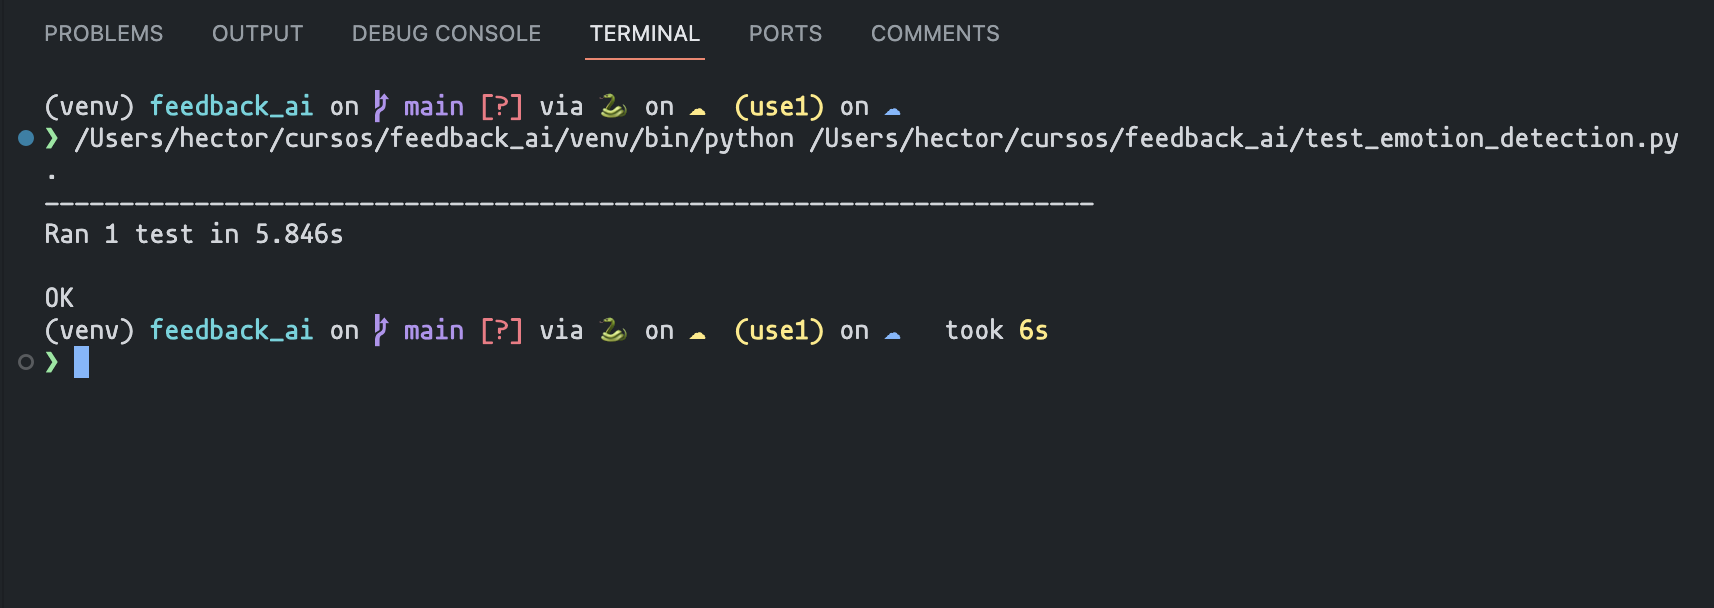 PROBLEMS OUTPUT DEBUG CONSOLE TERMINAL PORTS COMMENTS
(venv) feedback_ai on main [?] via 🐍 on ☁ (use1) on ☁
❯ /Users/hector/cursos/feedback_ai/venv/bin/python /Users/hector/cursos/feedback_ai/test_emotion_detection.py
.
----------------------------------------------------------------------
Ran 1 test in 5.846s
OK
(venv) feedback_ai on main [?] via 🐍 on ☁ (use1) on ☁ took 6s
❯